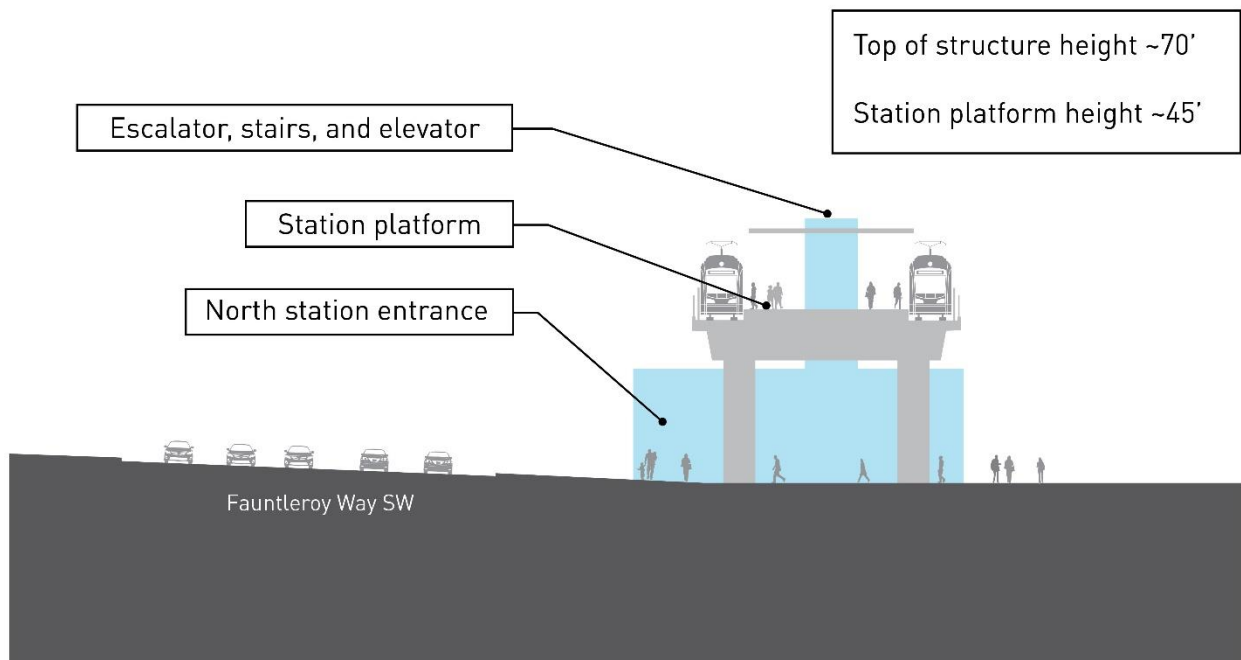 Top of structure height ~70’
Station platform height ~45’
Escalator, stairs, and elevator
Station platform
North station entrance
Fauntleroy Way SW